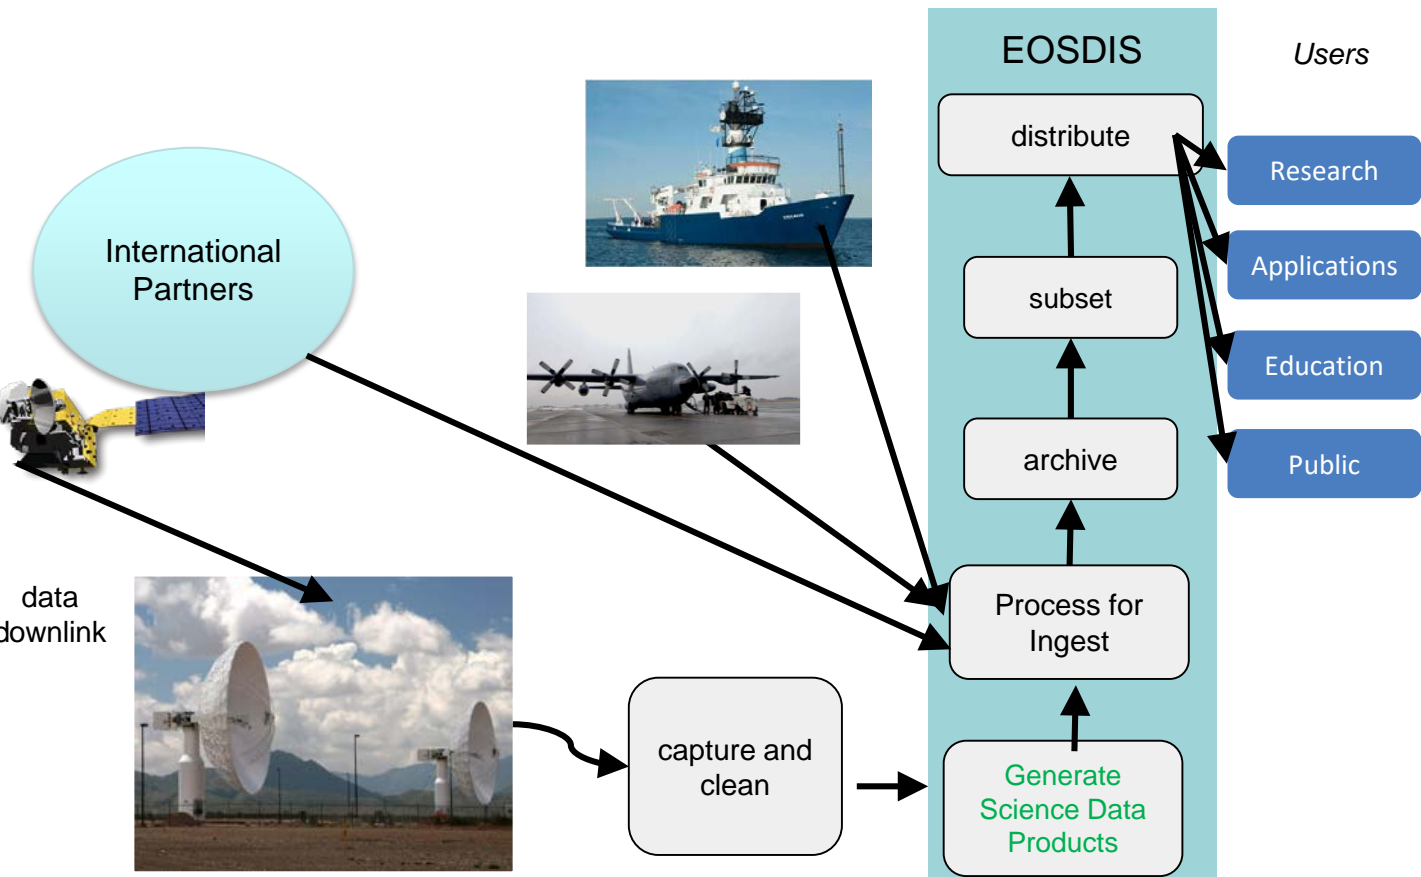 EOSDIS
Users
distribute
Research
International
Partners
Applications
subset
Education
archive
Public
data
downlink
Process for
Ingest
capture and
clean
Generate
Science Data
Products